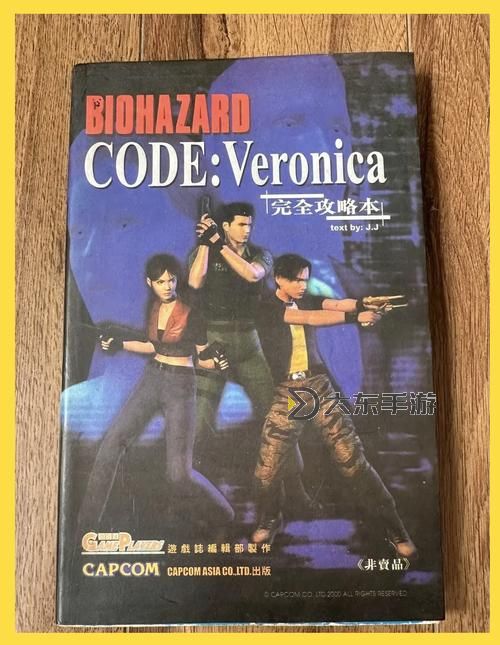 BIOHAZARD
CODE:Veronica
完全攻略本
text by: J.J
大东手游
GAME PLAYERS 遊戲誌編輯部製作
CAPCOM CAPCOM ASIA CO.,LTD.出版
《非賣品》
© CAPCOM CO., LTD 2000 ALL RIGHTS RESERVED